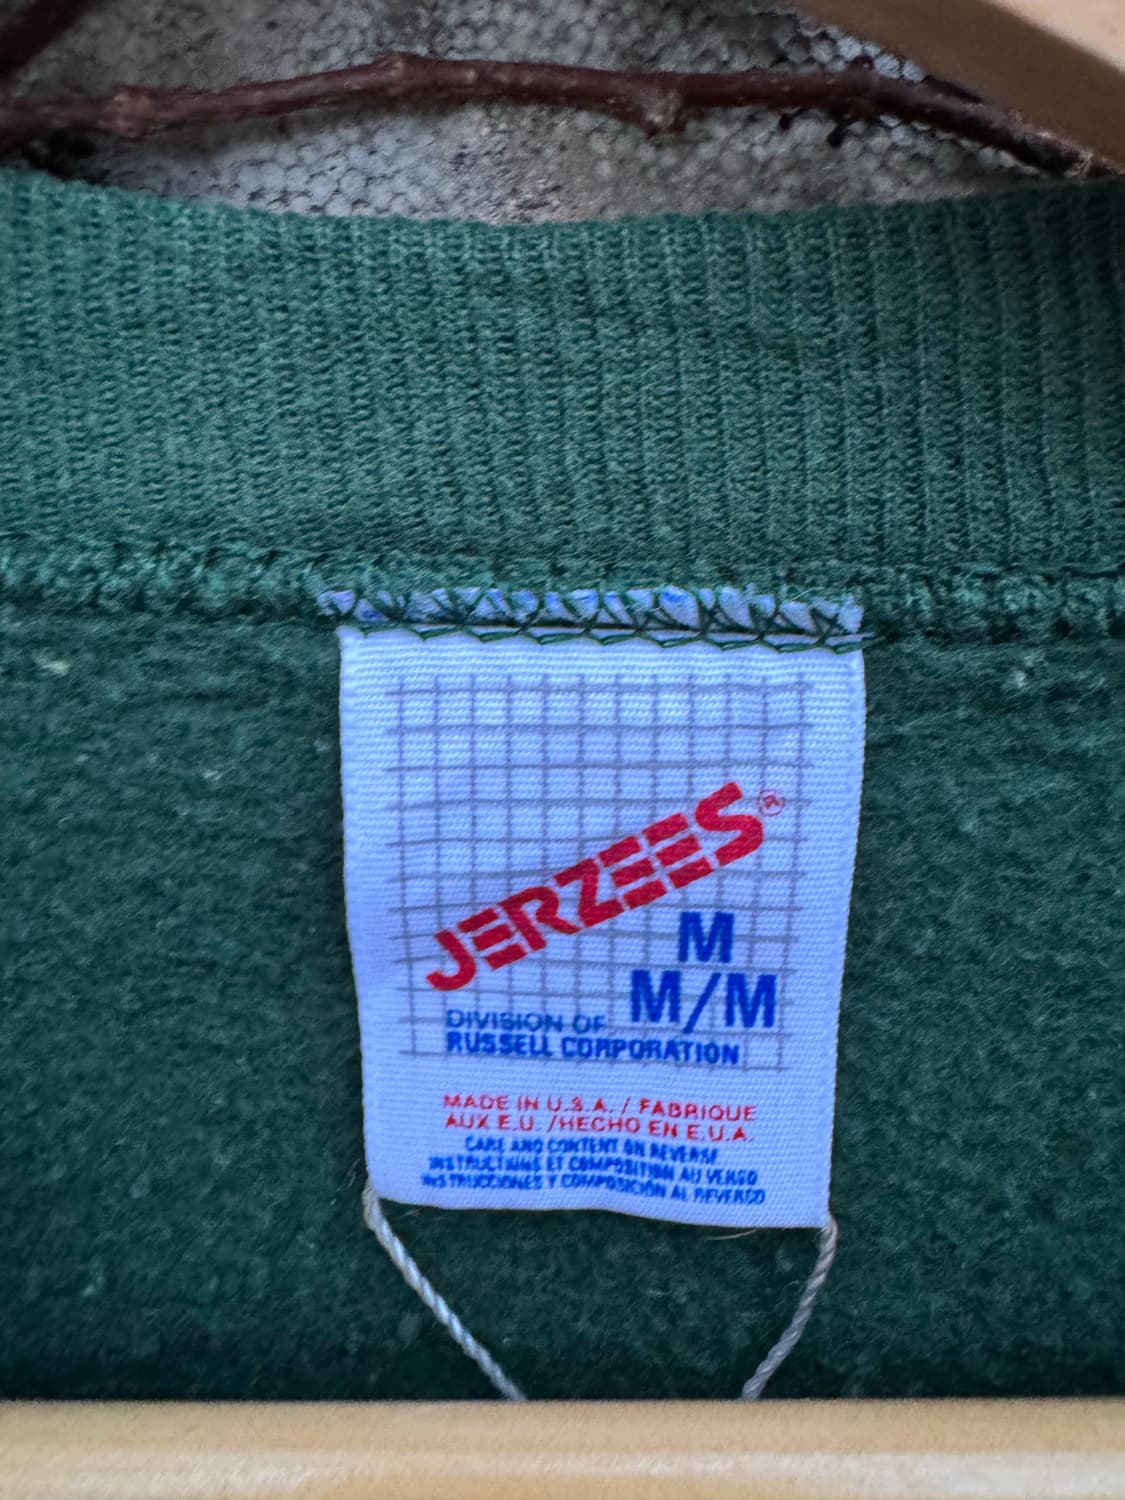 JERZEES®
M
M/M
DIVISION OF
RUSSELL CORPORATION
MADE IN U.S.A. / FABRIQUE
AUX E.U. /HECHO EN E.U.A.
CARE AND CONTENT ON REVERSE
INSTRUCTIONS ET COMPOSITION AU VERSO
INSTRUCCIONES Y COMPOSICIÓN AL REVERSO